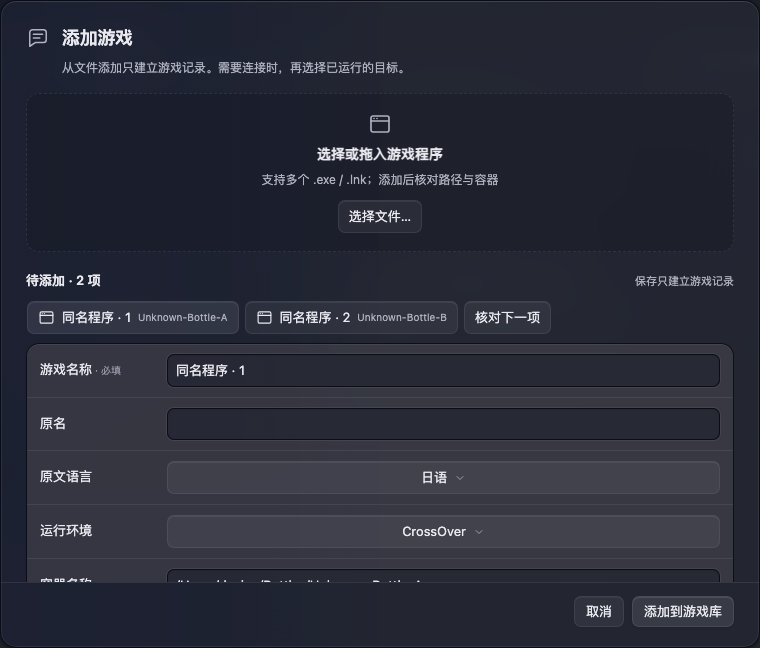 添加游戏
从文件添加只建立游戏记录。需要连接时，再选择已运行的目标。
选择或拖入游戏程序
支持多个 .exe / .lnk；添加后核对路径与容器
选择文件...
待添加 · 2 项
保存只建立游戏记录
同名程序 · 1 Unknown-Bottle-A
同名程序 · 2 Unknown-Bottle-B
核对下一项
游戏名称 · 必填
同名程序 · 1
原名
原文语言
日语
运行环境
CrossOver
取消
添加到游戏库